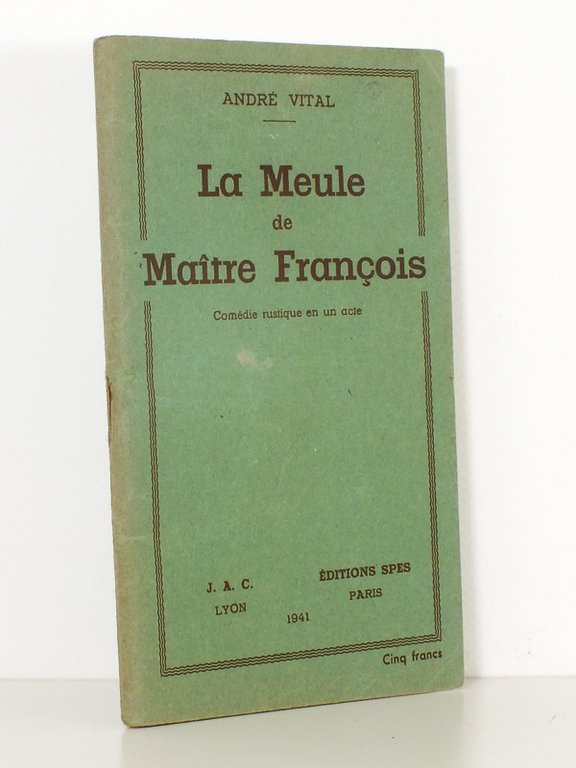 ANDRÉ VITAL
La Meule
de
Maître François
Comédie rustique en un acte
J. A. C.
LYON
ÉDITIONS SPES
PARIS
1941
Cinq francs